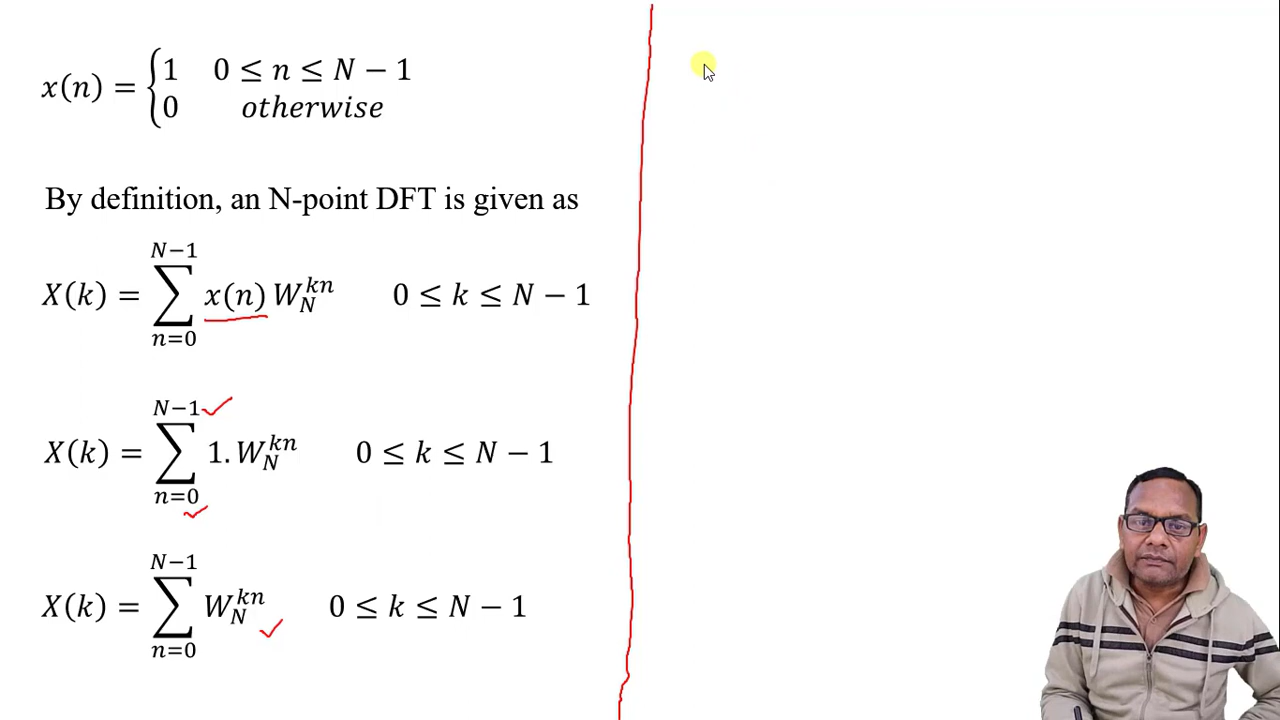 x(n) = {1 0 ≤ n ≤ N − 1
0 otherwise
By definition, an N-point DFT is given as
X(k) = ∑_{n=0}^{N−1} x(n) W_N^{kn} 0 ≤ k ≤ N − 1
X(k) = ∑_{n=0}^{N−1} 1. W_N^{kn} 0 ≤ k ≤ N − 1
X(k) = ∑_{n=0}^{N−1} W_N^{kn} 0 ≤ k ≤ N − 1